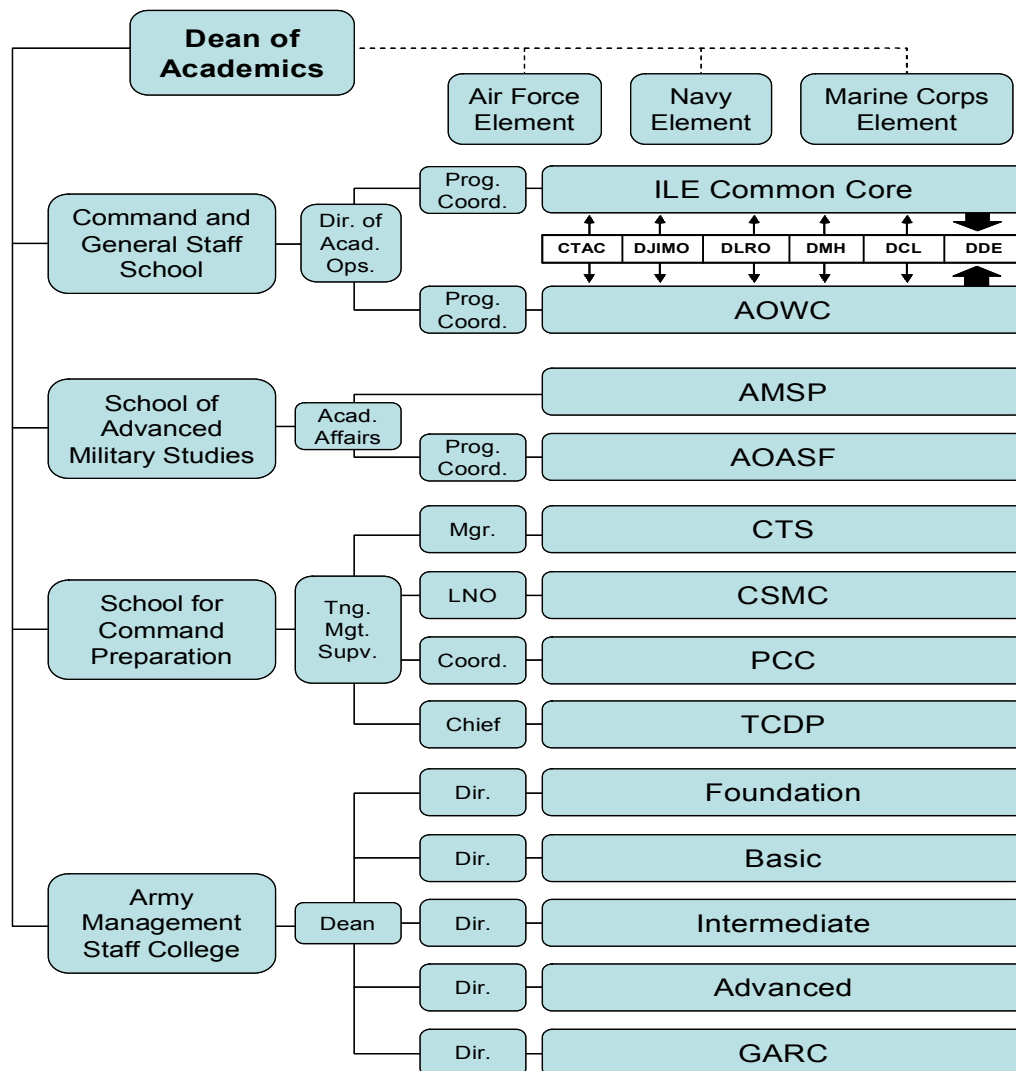 Dean of
Academics
Air Force
Element
Navy
Element
Marine Corps
Element
Command and
General Staff
School
Dir. of
Acad.
Ops.
Prog.
Coord.
ILE Common Core
CTAC
DJIMO
DLRO
DMH
DCL
DDE
Prog.
Coord.
AOWC
School of
Advanced
Military Studies
Acad.
Affairs
AMSP
Prog.
Coord.
AOASF
School for
Command
Preparation
Tng.
Mgt.
Supv.
Mgr.
CTS
LNO
CSMC
Coord.
PCC
Chief
TCDP
Army
Management
Staff College
Dean
Dir.
Foundation
Dir.
Basic
Dir.
Intermediate
Dir.
Advanced
Dir.
GARC